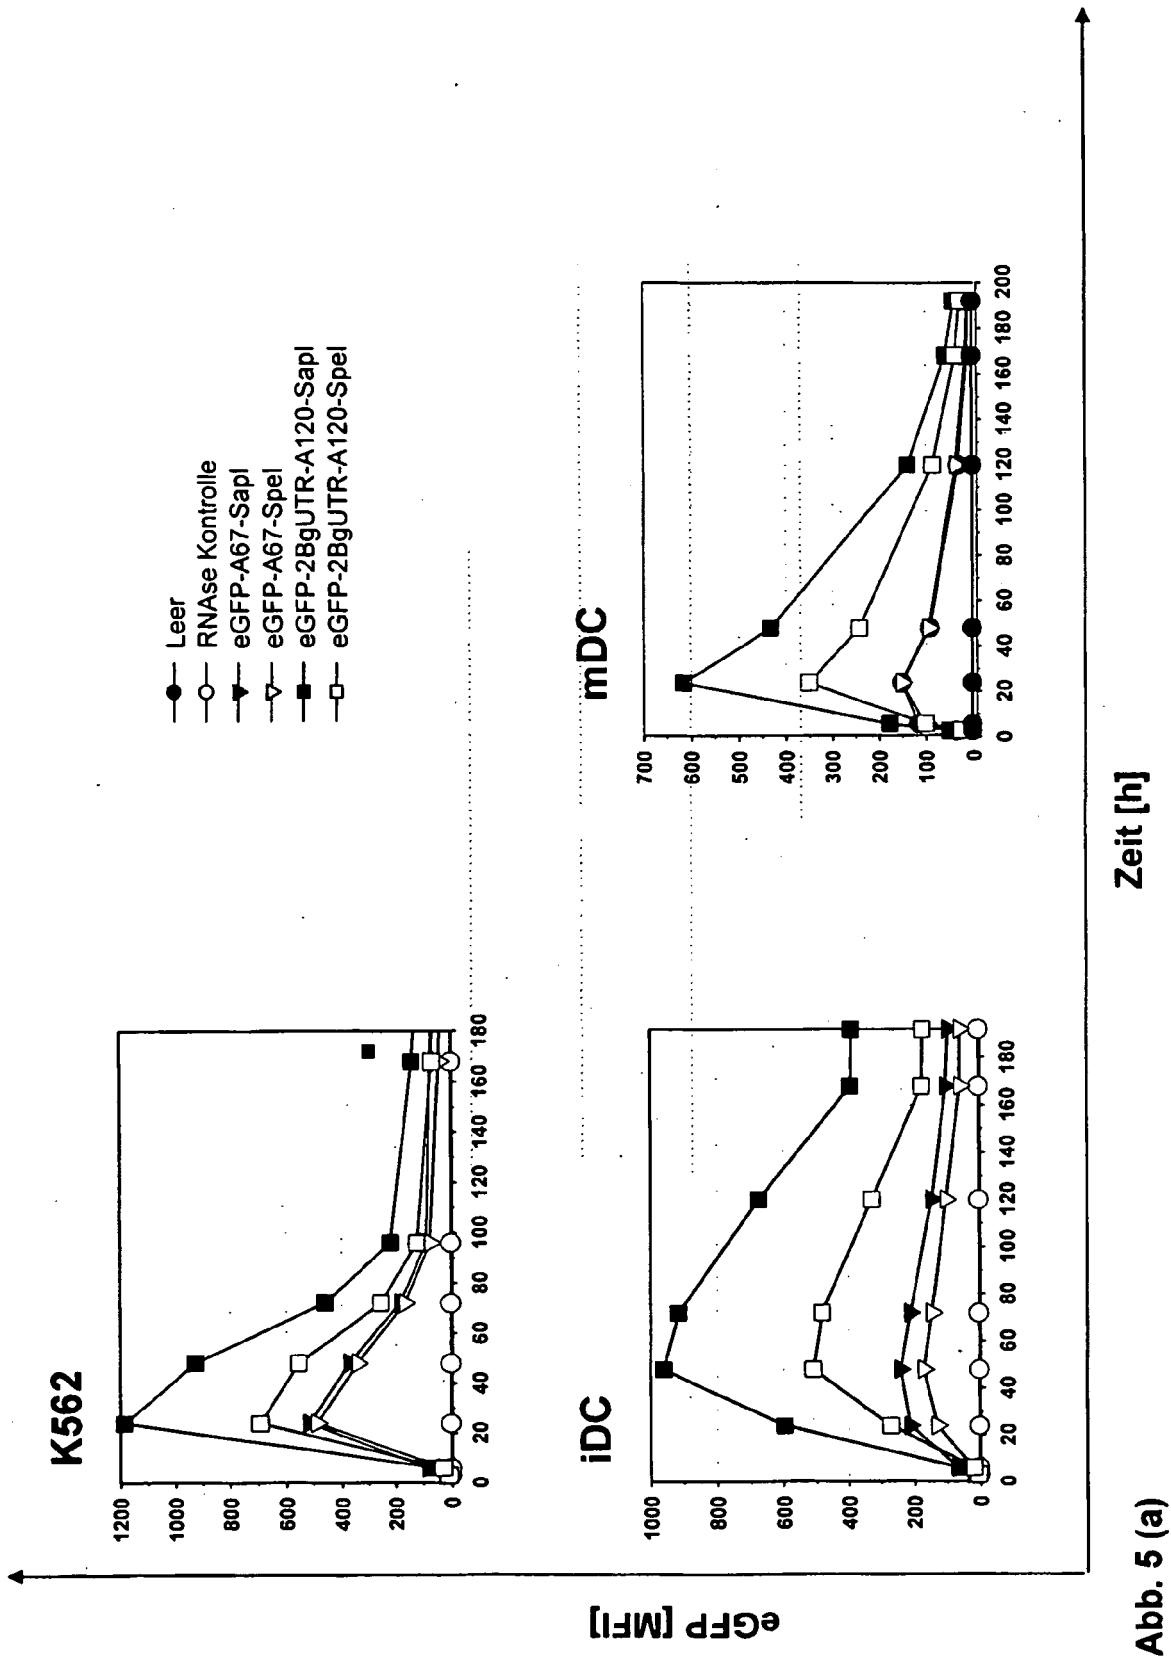 K562
1200
1000
800
600
400
200
0
0 20 40 60 80 100 120 140 160 180
Leer
RNAse Kontrolle
eGFP-A67-SapI
eGFP-A67-SpeI
eGFP-2BgUTR-A120-SapI
eGFP-2BgUTR-A120-SpeI
iDC
1000
800
600
400
200
0
0 20 40 60 80 100 120 140 160 180
mDC
700
600
500
400
300
200
100
0
0 20 40 60 80 100 120 140 160 180 200
eGFP [MFI]
Zeit [h]
Abb. 5 (a)